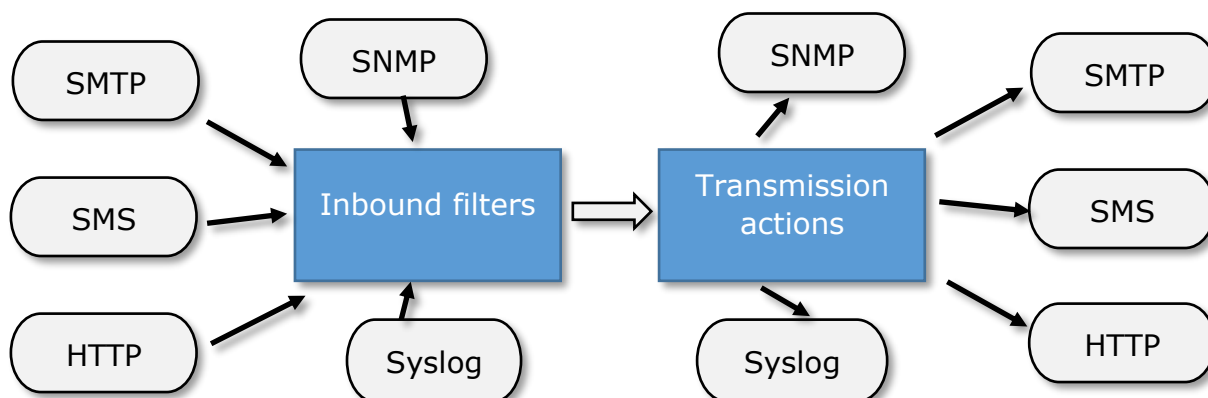 SMTP
SNMP
SNMP
SMTP
Inbound filters
Transmission
actions
SMS
SMS
HTTP
Syslog
Syslog
HTTP